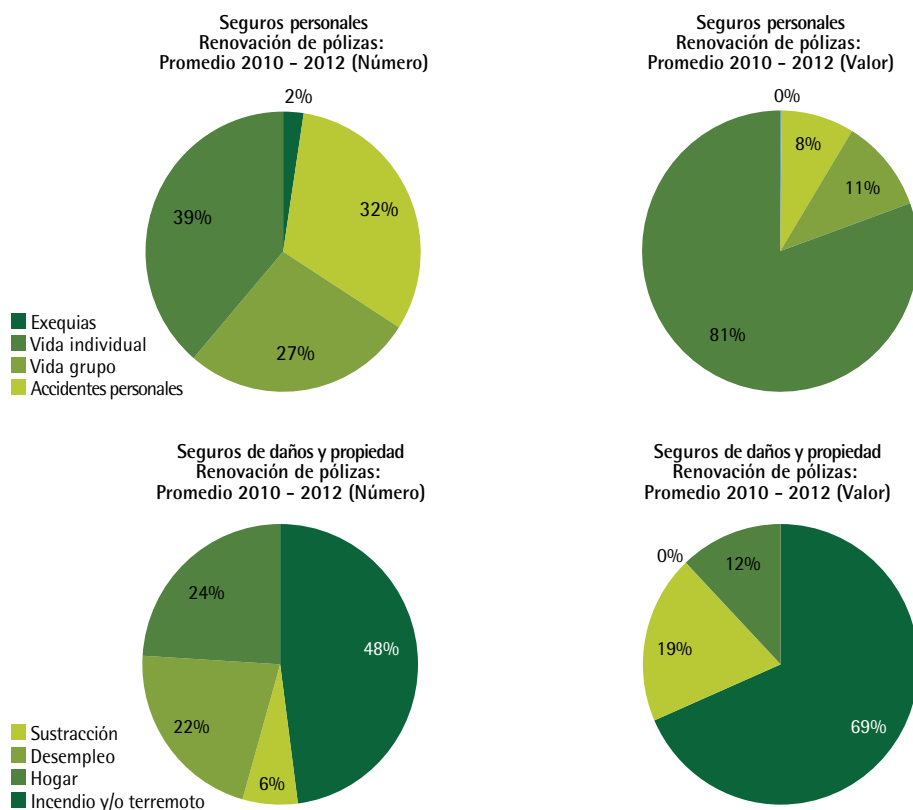 Seguros personales
Renovación de pólizas:
Promedio 2010 - 2012 (Número)
2%
32%
39%
27%
Exequias
Vida individual
Vida grupo
Accidentes personales
Seguros personales
Renovación de pólizas:
Promedio 2010 - 2012 (Valor)
0%
8%
11%
81%
Seguros de daños y propiedad
Renovación de pólizas:
Promedio 2010 - 2012 (Número)
24%
48%
22%
6%
Sustracción
Desempleo
Hogar
Incendio y/o terremoto
Seguros de daños y propiedad
Renovación de pólizas:
Promedio 2010 - 2012 (Valor)
0%
12%
19%
69%